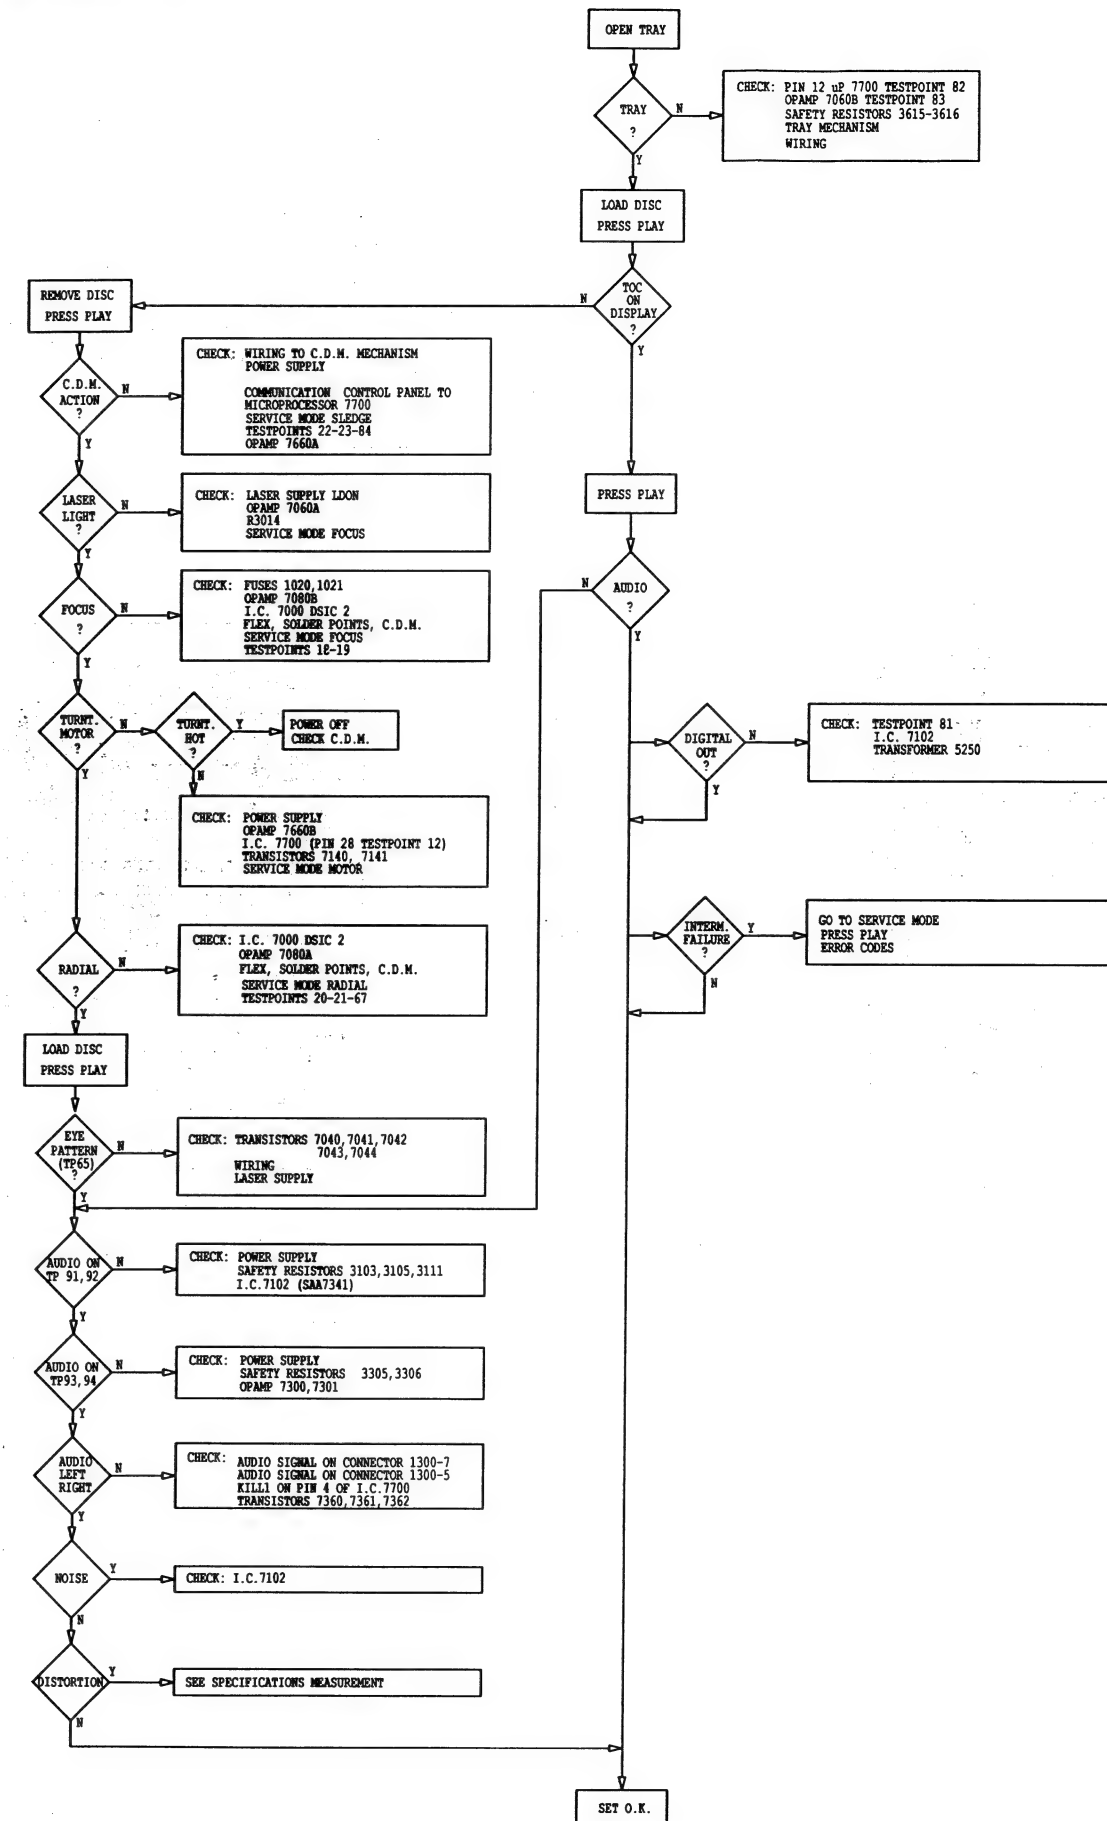 OPEN TRAY
TRAY
?
N
Y
CHECK: PIN 12 uP 7700 TESTPOINT 82
OPAMP 7060B TESTPOINT 83
SAFETY RESISTORS 3615-3616
TRAY MECHANISM
WIRING
LOAD DISC
PRESS PLAY
TOC
ON
DISPLAY
?
N
Y
REMOVE DISC
PRESS PLAY
C.D.M.
ACTION
?
N
Y
CHECK: WIRING TO C.D.M. MECHANISM
POWER SUPPLY
COMMUNICATION CONTROL PANEL TO
MICROPROCESSOR 7700
SERVICE MODE SLEDGE
TESTPOINTS 22-23-84
OPAMP 7660A
LASER
LIGHT
?
N
Y
CHECK: LASER SUPPLY LDON
OPAMP 7060A
R3014
SERVICE MODE FOCUS
PRESS PLAY
AUDIO
?
N
Y
FOCUS
?
N
Y
CHECK: FUSES 1020,1021
OPAMP 7080B
I.C. 7000 DSIC 2
FLEX, SOLDER POINTS, C.D.M.
SERVICE MODE FOCUS
TESTPOINTS 18-19
TURNT.
MOTOR
?
N
Y
TURNT.
HOT
?
Y
N
POWER OFF
CHECK C.D.M.
CHECK: POWER SUPPLY
OPAMP 7660B
I.C. 7700 (PIN 28 TESTPOINT 12)
TRANSISTORS 7140, 7141
SERVICE MODE MOTOR
DIGITAL
OUT
?
N
Y
CHECK: TESTPOINT 81
I.C. 7102
TRANSFORMER 5250
INTERM.
FAILURE
?
Y
N
GO TO SERVICE MODE
PRESS PLAY
ERROR CODES
RADIAL
?
N
Y
CHECK: I.C. 7000 DSIC 2
OPAMP 7080A
FLEX, SOLDER POINTS, C.D.M.
SERVICE MODE RADIAL
TESTPOINTS 20-21-67
LOAD DISC
PRESS PLAY
EYE
PATTERN
(TP65)
?
N
Y
CHECK: TRANSISTORS 7040,7041,7042
7043,7044
WIRING
LASER SUPPLY
AUDIO ON
TP 91,92
N
Y
CHECK: POWER SUPPLY
SAFETY RESISTORS 3103,3105,3111
I.C.7102 (SAA7341)
AUDIO ON
TP93,94
N
Y
CHECK: POWER SUPPLY
SAFETY RESISTORS 3305,3306
OPAMP 7300,7301
AUDIO
LEFT
RIGHT
N
Y
CHECK: AUDIO SIGNAL ON CONNECTOR 1300-7
AUDIO SIGNAL ON CONNECTOR 1300-5
KILL1 ON PIN 4 OF I.C.7700
TRANSISTORS 7360,7361,7362
NOISE
Y
N
CHECK: I.C.7102
DISTORTION
Y
N
SEE SPECIFICATIONS MEASUREMENT
SET O.K.